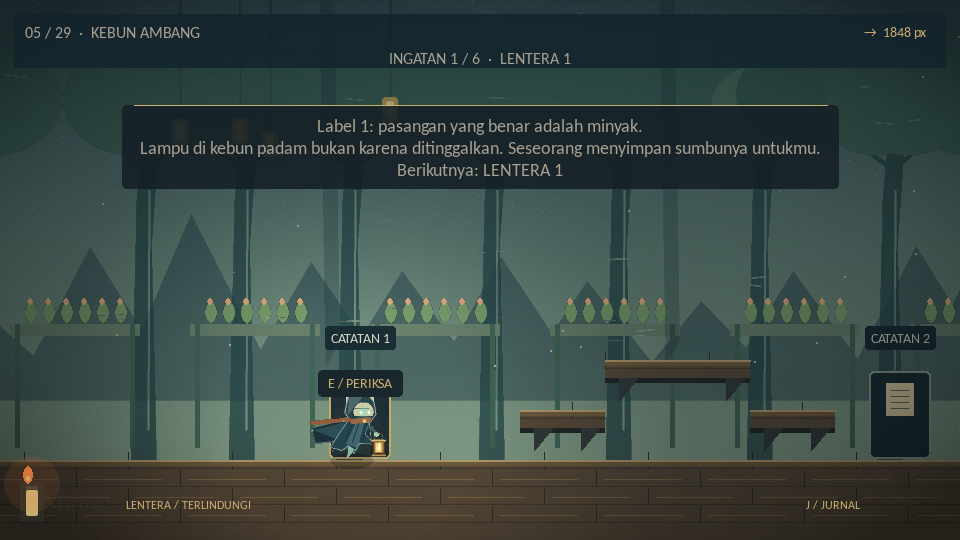 05 / 29 · KEBUN AMBANG
→ 1848 px
INGATAN 1 / 6 · LENTERA 1
Label 1: pasangan yang benar adalah minyak.
Lampu di kebun padam bukan karena ditinggalkan. Seseorang menyimpan sumbunya untukmu.
Berikutnya: LENTERA 1
CATATAN 1
CATATAN 2
E / PERIKSA
LENTERA / TERLINDUNGI
J / JURNAL